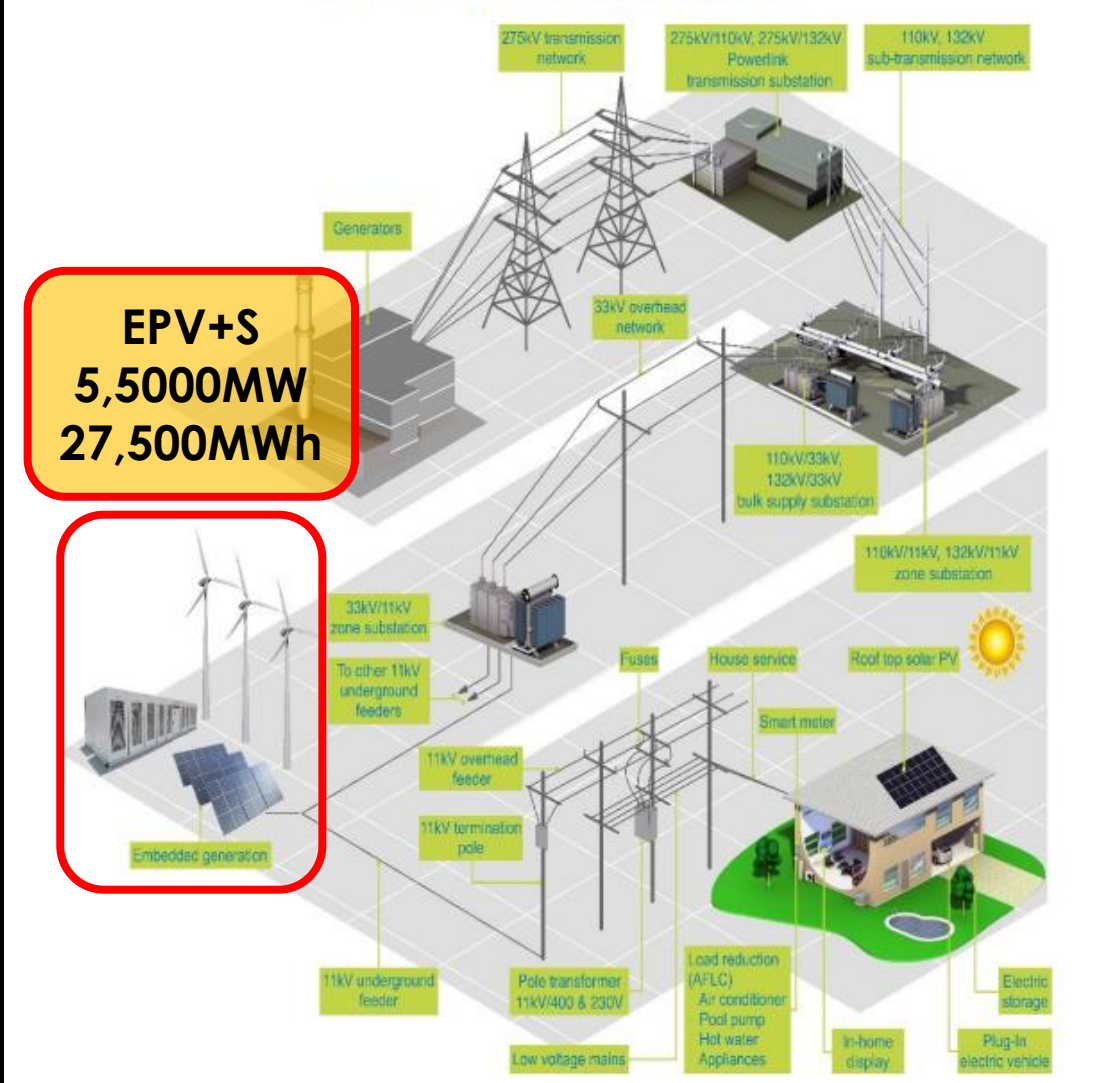 275kV transmission
network
275kV/110kV, 275kV/132kV
Powerlink
transmission substation
110kV, 132kV
sub-transmission network
Generators
EPV+S
5,5000MW
27,500MWh
33kV overhead
network
110kV/33kV,
132kV/33kV
bulk supply substation
110kV/11kV, 132kV/11kV
zone substation
33kV/11kV
zone substation
To other 11kV
underground
feeders
Fuses
House service
Roof top solar PV
Smart meter
11kV overhead
feeder
11kV termination
pole
Embedded generation
11kV underground
feeder
Pole transformer
11kV/400 & 230V
Low voltage mains
Load reduction
(AFLC)
Air conditioner
Pool pump
Hot water
Appliances
In-home
display
Plug-In
electric vehicle
Electric
storage